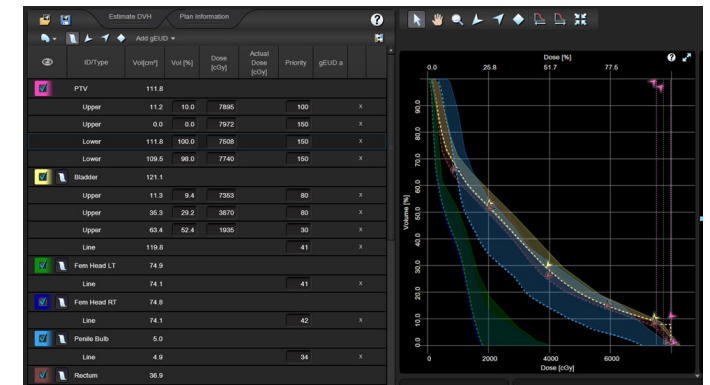 Estimate DVH Plan Information ?
Add gEUD
ID/Type Vol[cm³] Vol [%] Dose [cGy] Actual Dose [cGy] Priority gEUD a
PTV 111.8
Upper 11.2 10.0 7895 100 x
Upper 0.0 0.0 7972 150 x
Lower 111.8 100.0 7508 150 x
Lower 109.5 98.0 7740 150 x
Bladder 121.1
Upper 11.3 9.4 7353 80 x
Upper 35.3 29.2 3870 80 x
Upper 63.4 52.4 1935 30 x
Line 119.8 41 x
Fem Head LT 74.9
Line 74.1 41 x
Fem Head RT 74.8
Line 74.1 42 x
Penile Bulb 5.0
Line 4.9 34 x
Rectum 36.9
Dose [%]
0.0 25.8 51.7 77.5
?
Volume [%]
90.0
80.0
70.0
60.0
50.0
40.0
30.0
20.0
10.0
0.0
0 2000 4000 6000
Dose [cGy]